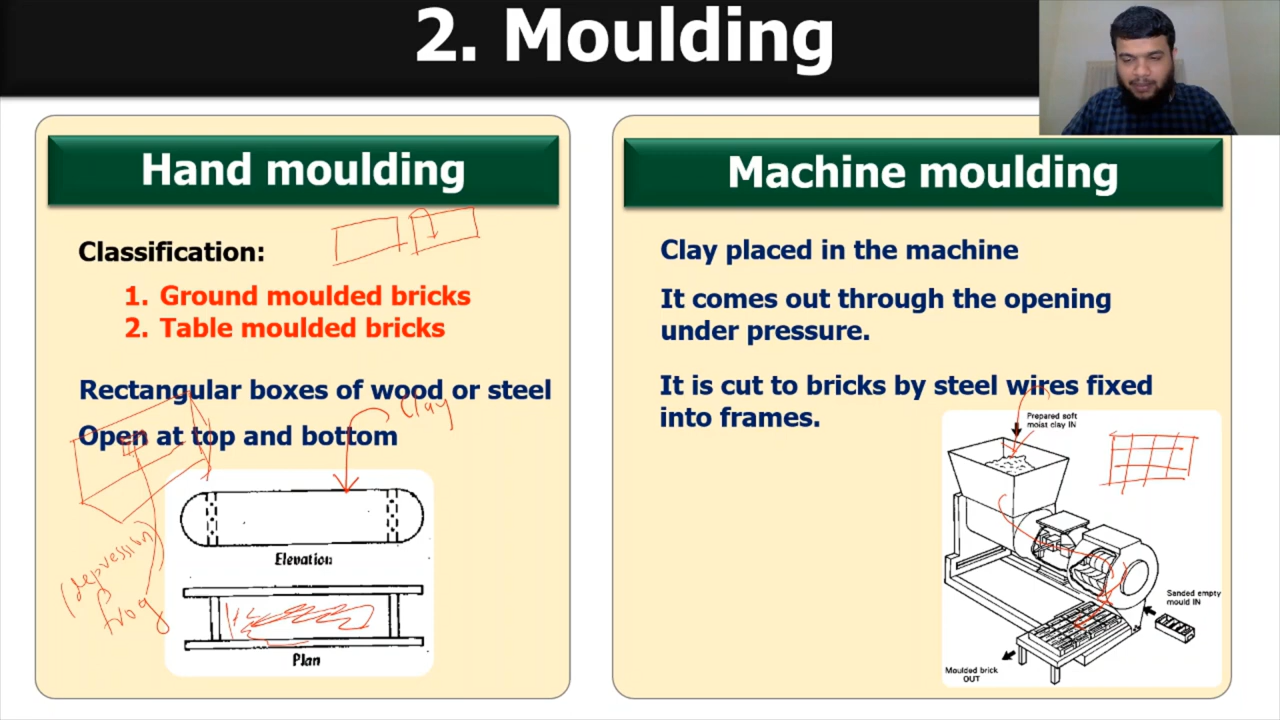 2. Moulding
Hand moulding
Classification:
1. Ground moulded bricks
2. Table moulded bricks
Rectangular boxes of wood or steel
Open at top and bottom
clay
Elevation
Plan
(depression)
frog
Machine moulding
Clay placed in the machine
It comes out through the opening
under pressure.
It is cut to bricks by steel wires fixed
into frames.
Prepared soft
moist clay IN
Sanded empty
mould IN
Moulded brick
OUT